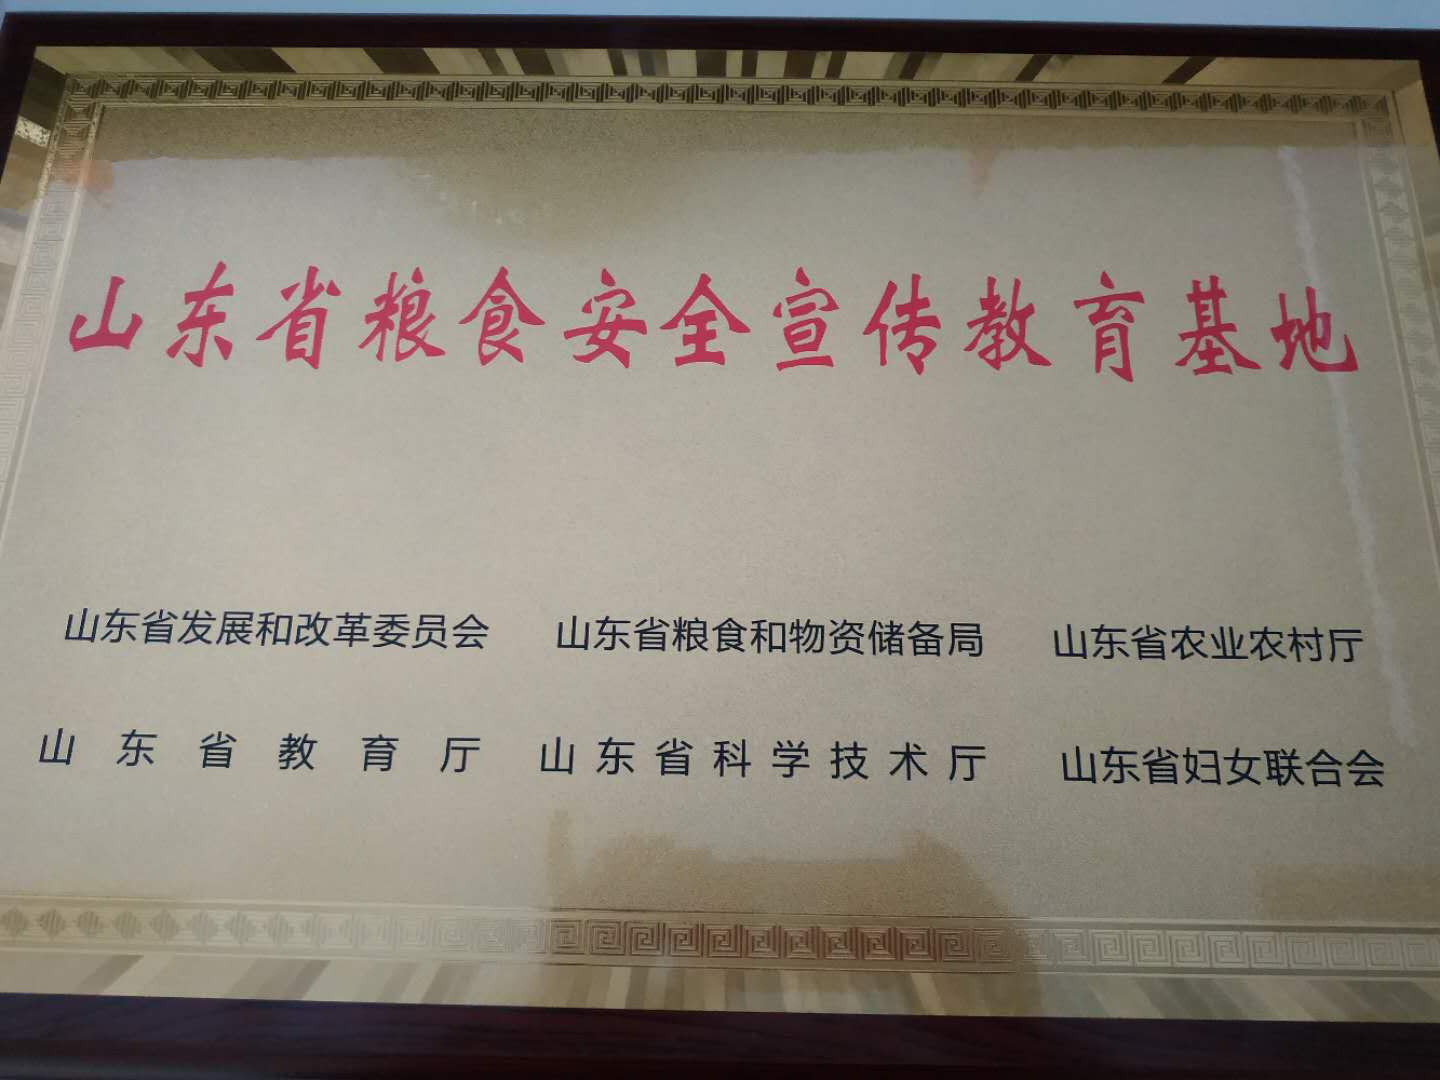 山东省粮食安全宣传教育基地
山东省发展和改革委员会 山东省粮食和物资储备局 山东省农业农村厅
山东省教育厅 山东省科学技术厅 山东省妇女联合会